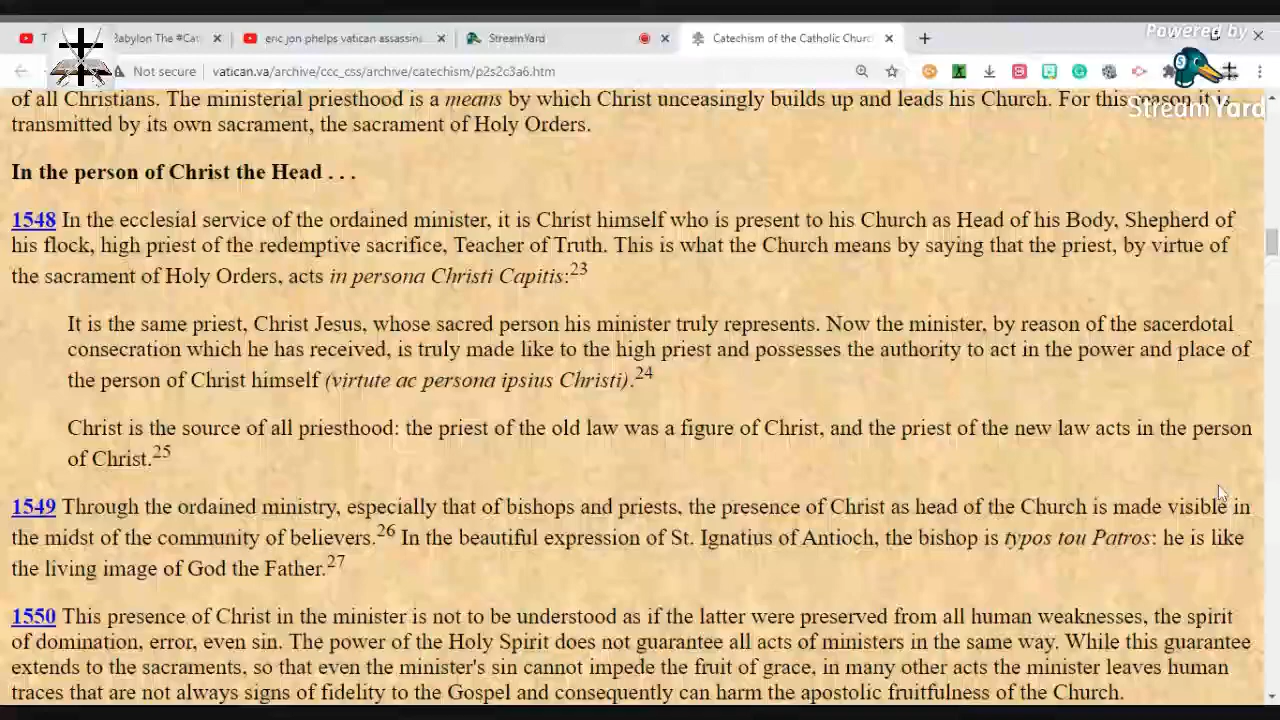 T
Babylon The #Cat
eric jon phelps vatican assassin
StreamYard
Catechism of the Catholic Churc
Powered by
Not secure
vatican.va/archive/ccc_css/archive/catechism/p2s2c3a6.htm
StreamYard
of all Christians. The ministerial priesthood is a means by which Christ unceasingly builds up and leads his Church. For this reason it is
transmitted by its own sacrament, the sacrament of Holy Orders.
In the person of Christ the Head . . .
1548 In the ecclesial service of the ordained minister, it is Christ himself who is present to his Church as Head of his Body, Shepherd of
his flock, high priest of the redemptive sacrifice, Teacher of Truth. This is what the Church means by saying that the priest, by virtue of
the sacrament of Holy Orders, acts in persona Christi Capitis:23
It is the same priest, Christ Jesus, whose sacred person his minister truly represents. Now the minister, by reason of the sacerdotal
consecration which he has received, is truly made like to the high priest and possesses the authority to act in the power and place of
the person of Christ himself (virtute ac persona ipsius Christi).24
Christ is the source of all priesthood: the priest of the old law was a figure of Christ, and the priest of the new law acts in the person
of Christ.25
1549 Through the ordained ministry, especially that of bishops and priests, the presence of Christ as head of the Church is made visible in
the midst of the community of believers.26 In the beautiful expression of St. Ignatius of Antioch, the bishop is typos tou Patros: he is like
the living image of God the Father.27
1550 This presence of Christ in the minister is not to be understood as if the latter were preserved from all human weaknesses, the spirit
of domination, error, even sin. The power of the Holy Spirit does not guarantee all acts of ministers in the same way. While this guarantee
extends to the sacraments, so that even the minister's sin cannot impede the fruit of grace, in many other acts the minister leaves human
traces that are not always signs of fidelity to the Gospel and consequently can harm the apostolic fruitfulness of the Church.